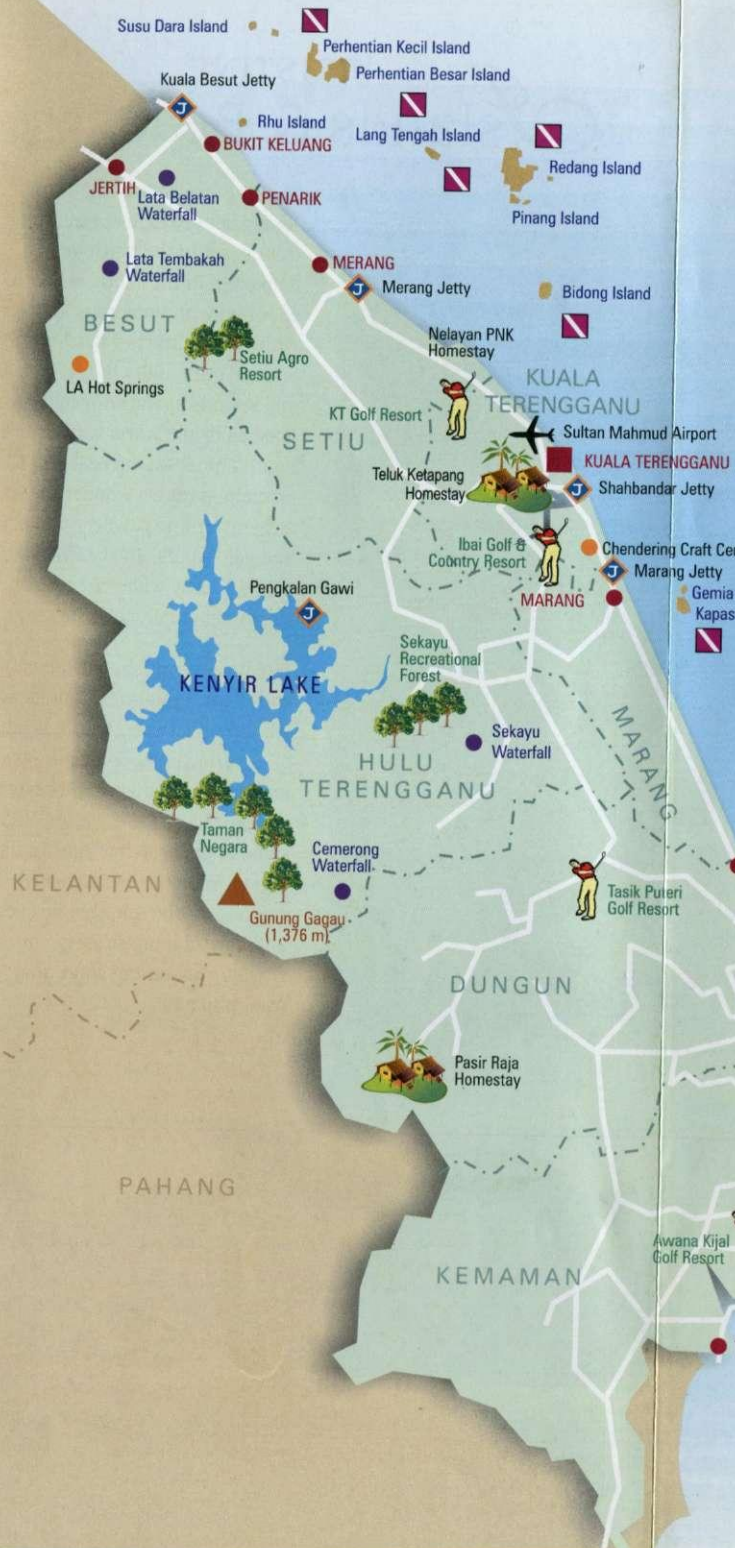 Susu Dara Island
Perhentian Kecil Island
Perhentian Besar Island
Kuala Besut Jetty
J
Rhu Island
Lang Tengah Island
BUKIT KELUANG
Redang Island
JERTIH
Lata Belatan
Waterfall
PENARIK
Pinang Island
Lata Tembakah
Waterfall
MERANG
J
Merang Jetty
Bidong Island
BESUT
Nelayan PNK
Homestay
Setiu Agro
Resort
LA Hot Springs
KUALA
TERENGGANU
KT Golf Resort
SETIU
Sultan Mahmud Airport
KUALA TERENGGANU
Teluk Ketapang
Homestay
J
Shahbandar Jetty
Ibai Golf &
Country Resort
Chendering Craft Cen
J
Marang Jetty
Pengkalan Gawi
J
MARANG
Gemia
Kapas
Sekayu
Recreational
Forest
KENYIR LAKE
Sekayu
Waterfall
MARANG
HULU
TERENGGANU
Taman
Negara
Cemerong
Waterfall
KELANTAN
Gunung Gagau
(1,376 m)
Tasik Puteri
Golf Resort
DUNGUN
Pasir Raja
Homestay
PAHANG
Awana Kijal
Golf Resort
KEMAMAN